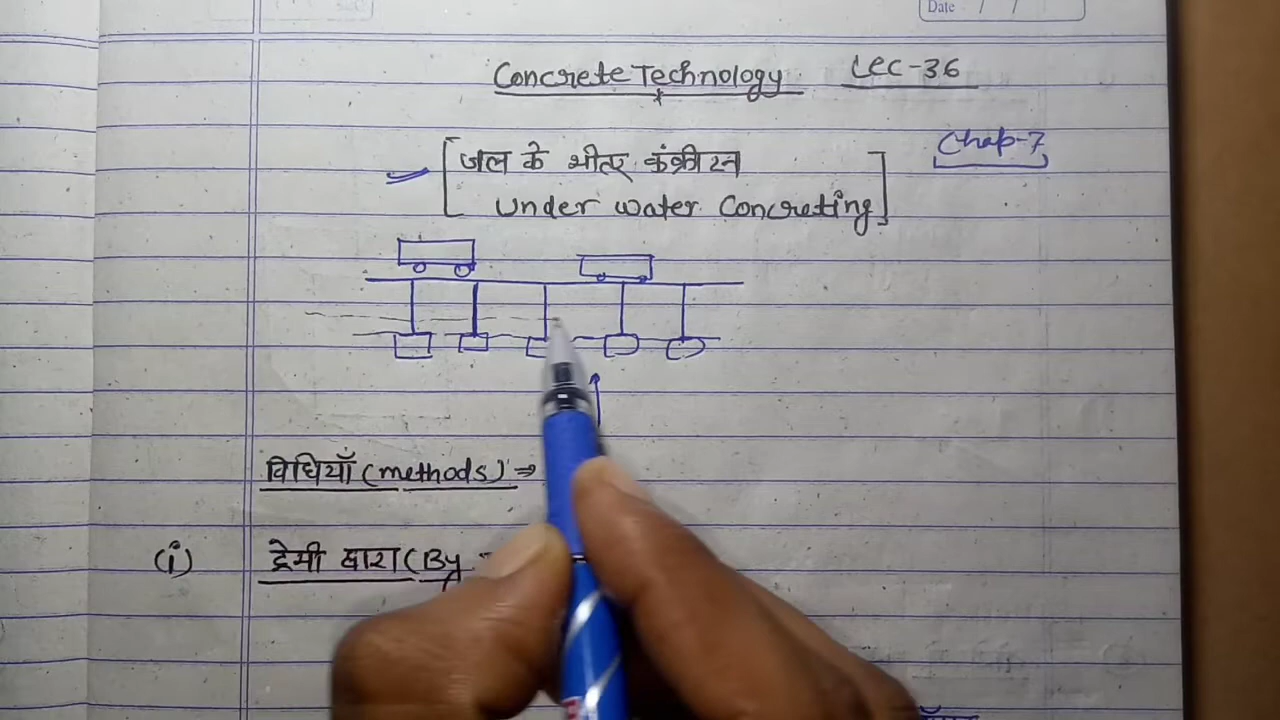 Date / /
Concrete Technology Lec-36
Chap-7
जल के भीतर कंक्रीटन
Under water Concreting
विधियाँ (methods) ⇒
(i) ट्रेमी द्वारा (By